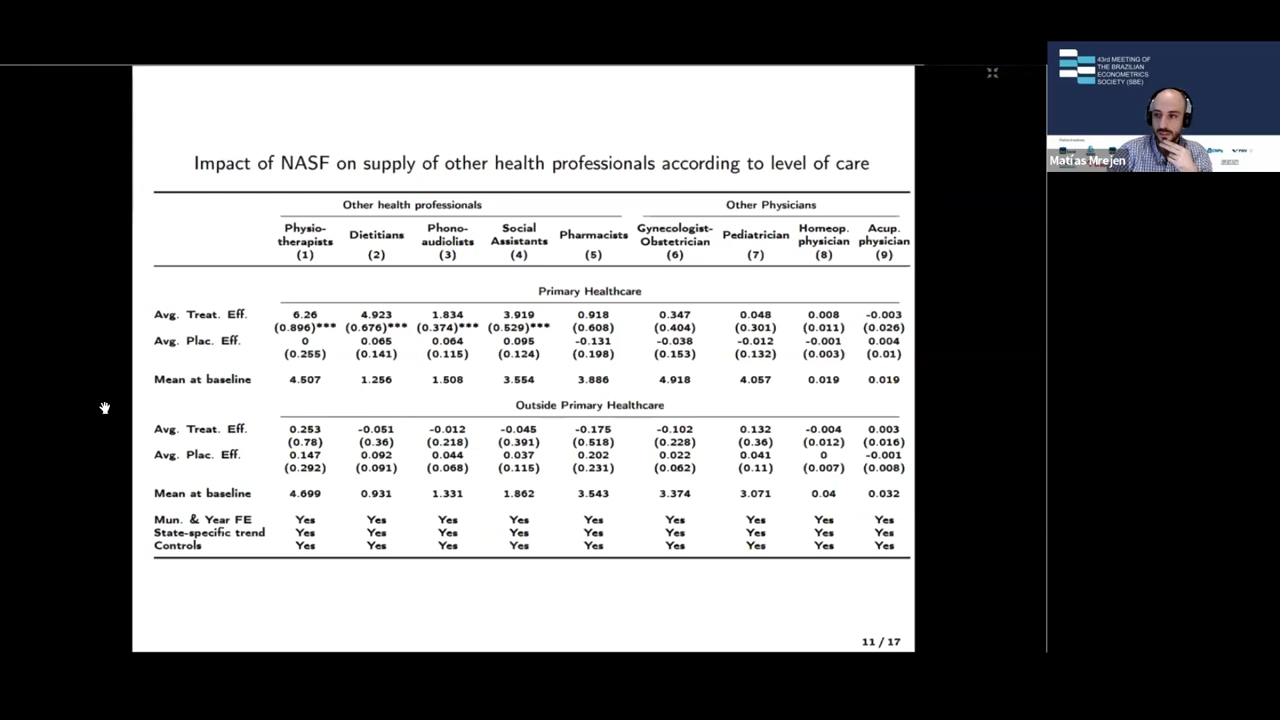 43rd MEETING OF
THE BRAZILIAN
ECONOMETRICS
SOCIETY (SBE)
Matías Mrejen
Impact of NASF on supply of other health professionals according to level of care
Other health professionals Other Physicians
Physio- Phono- Social Gynecologist- Homeop. Acup.
therapists Dietitians audiolists Assistants Pharmacists Obstetrician Pediatrician physician physician
(1) (2) (3) (4) (5) (6) (7) (8) (9)
Primary Healthcare
Avg. Treat. Eff. 6.26 4.923 1.834 3.919 0.918 0.347 0.048 0.008 -0.003
(0.896)*** (0.676)*** (0.374)*** (0.529)*** (0.608) (0.404) (0.301) (0.011) (0.026)
Avg. Plac. Eff. 0 0.065 0.064 0.095 -0.131 -0.038 -0.012 -0.001 0.004
(0.255) (0.141) (0.115) (0.124) (0.198) (0.153) (0.132) (0.003) (0.01)
Mean at baseline 4.507 1.256 1.508 3.554 3.886 4.918 4.057 0.019 0.019
Outside Primary Healthcare
Avg. Treat. Eff. 0.253 -0.051 -0.012 -0.045 -0.175 -0.102 0.132 -0.004 0.003
(0.78) (0.36) (0.218) (0.391) (0.518) (0.228) (0.36) (0.012) (0.016)
Avg. Plac. Eff. 0.147 0.092 0.044 0.037 0.202 0.022 0.041 0 -0.001
(0.292) (0.091) (0.068) (0.115) (0.231) (0.062) (0.11) (0.007) (0.008)
Mean at baseline 4.699 0.931 1.331 1.862 3.543 3.374 3.071 0.04 0.032
Mun. & Year FE Yes Yes Yes Yes Yes Yes Yes Yes Yes
State-specific trend Yes Yes Yes Yes Yes Yes Yes Yes Yes
Controls Yes Yes Yes Yes Yes Yes Yes Yes Yes
11 / 17